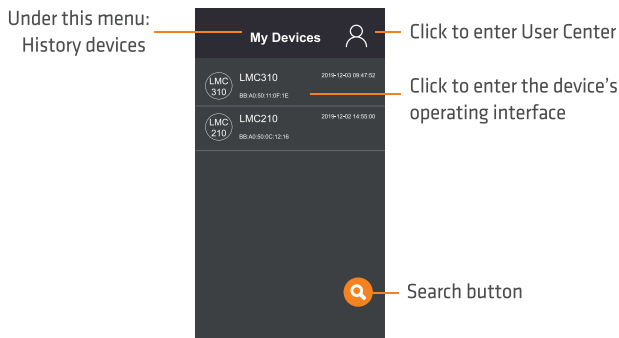 Under this menu:
History devices
My Devices
Click to enter User Center
LMC
310
LMC310
2019-12-03 09:47:52
BB:A0:50:11:0F:1E
Click to enter the device's
operating interface
LMC
210
LMC210
2019-12-02 14:55:00
BB:A0:50:0C:12:16
Search button